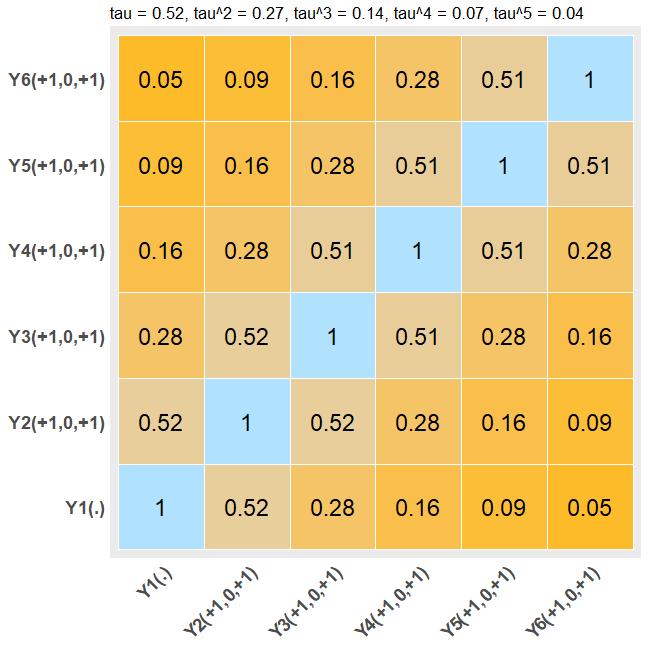 tau = 0.52, tau^2 = 0.27, tau^3 = 0.14, tau^4 = 0.07, tau^5 = 0.04
Y6(+1,0,+1) 0.05 0.09 0.16 0.28 0.51 1
Y5(+1,0,+1) 0.09 0.16 0.28 0.51 1 0.51
Y4(+1,0,+1) 0.16 0.28 0.51 1 0.51 0.28
Y3(+1,0,+1) 0.28 0.52 1 0.51 0.28 0.16
Y2(+1,0,+1) 0.52 1 0.52 0.28 0.16 0.09
Y1(.) 1 0.52 0.28 0.16 0.09 0.05
Y1(.) Y2(+1,0,+1) Y3(+1,0,+1) Y4(+1,0,+1) Y5(+1,0,+1) Y6(+1,0,+1)